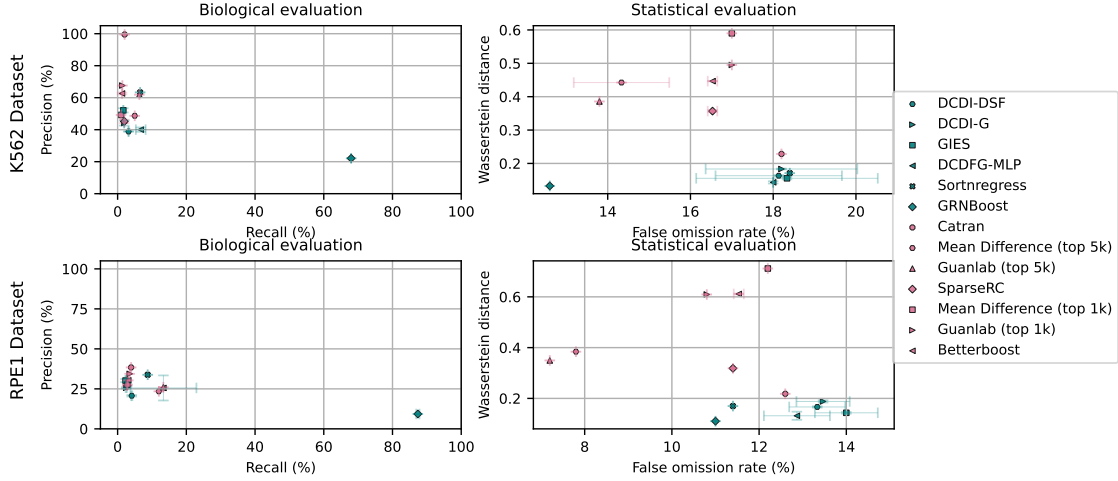 Biological evaluation
Statistical evaluation
K562 Dataset
Precision (%)
100
80
60
40
20
0
0 20 40 60 80 100
Recall (%)
Wasserstein distance
0.6
0.5
0.4
0.3
0.2
14 16 18 20
False omission rate (%)
Biological evaluation
Statistical evaluation
RPE1 Dataset
Precision (%)
100
75
50
25
0
0 20 40 60 80 100
Recall (%)
Wasserstein distance
0.6
0.4
0.2
8 10 12 14
False omission rate (%)
DCDI-DSF
DCDI-G
GIES
DCDFG-MLP
Sortnregress
GRNBoost
Catran
Mean Difference (top 5k)
Guanlab (top 5k)
SparseRC
Mean Difference (top 1k)
Guanlab (top 1k)
Betterboost